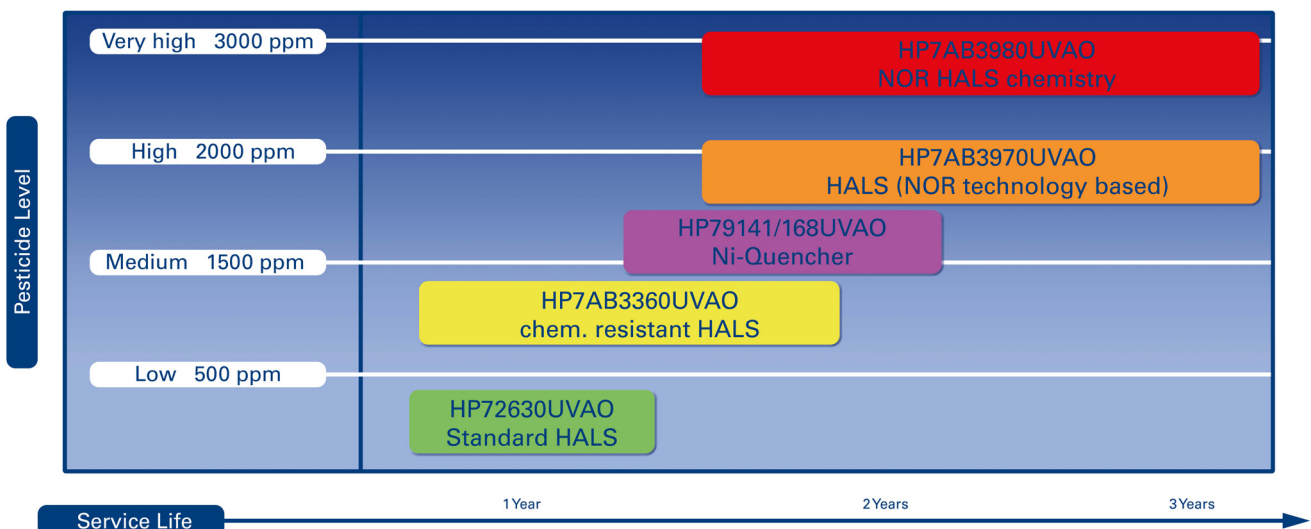 Very high 3000 ppm
HP7AB3980UVAO
NOR HALS chemistry
High 2000 ppm
HP7AB3970UVAO
HALS (NOR technology based)
HP79141/168UVAO
Ni-Quencher
Medium 1500 ppm
HP7AB3360UVAO
chem. resistant HALS
Low 500 ppm
HP72630UVAO
Standard HALS
Pesticide Level
1 Year
2 Years
3 Years
Service Life